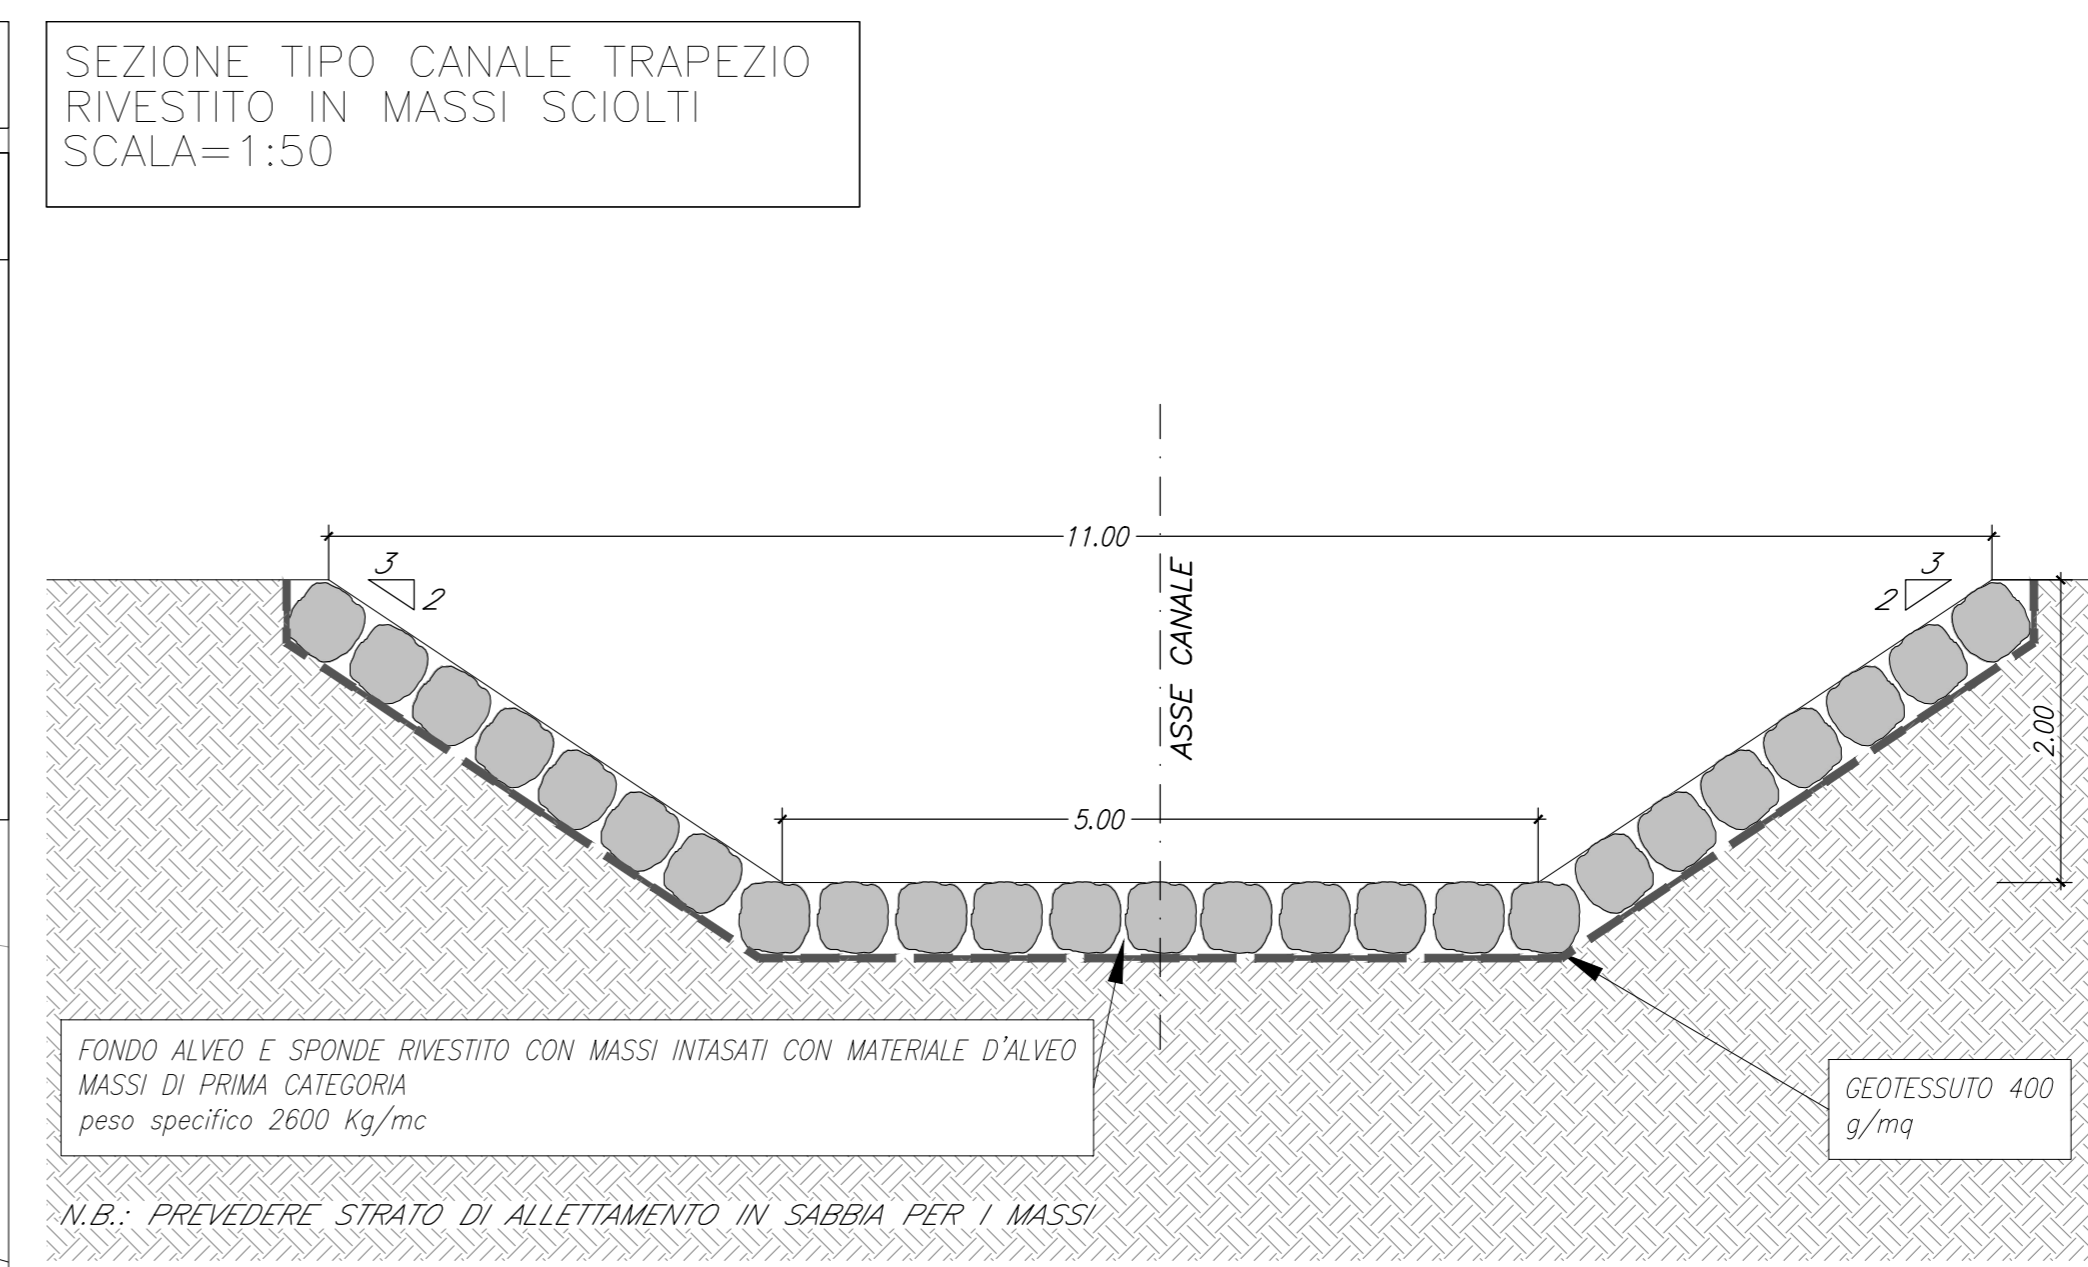 SEZIONE TIPO CANALE TRAPEZIO
RIVESTITO IN MASSI SCIOLTI
SCALA=1:50
11.00
3
2
3
2
ASSE CANALE
2.00
5.00
FONDO ALVEO E SPONDE RIVESTITO CON MASSI INTASATI CON MATERIALE D'ALVEO
MASSI DI PRIMA CATEGORIA
peso specifico 2600 Kg/mc
GEOTESSUTO 400
g/mq
N.B.: PREVEDERE STRATO DI ALLETTAMENTO IN SABBIA PER I MASSI